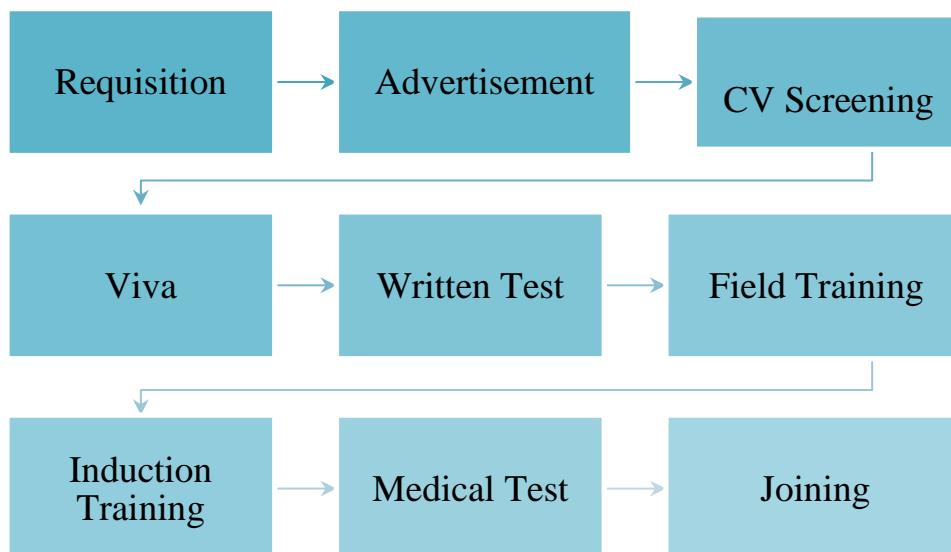 Requisition
Advertisement
CV Screening
Viva
Written Test
Field Training
Induction
Training
Medical Test
Joining